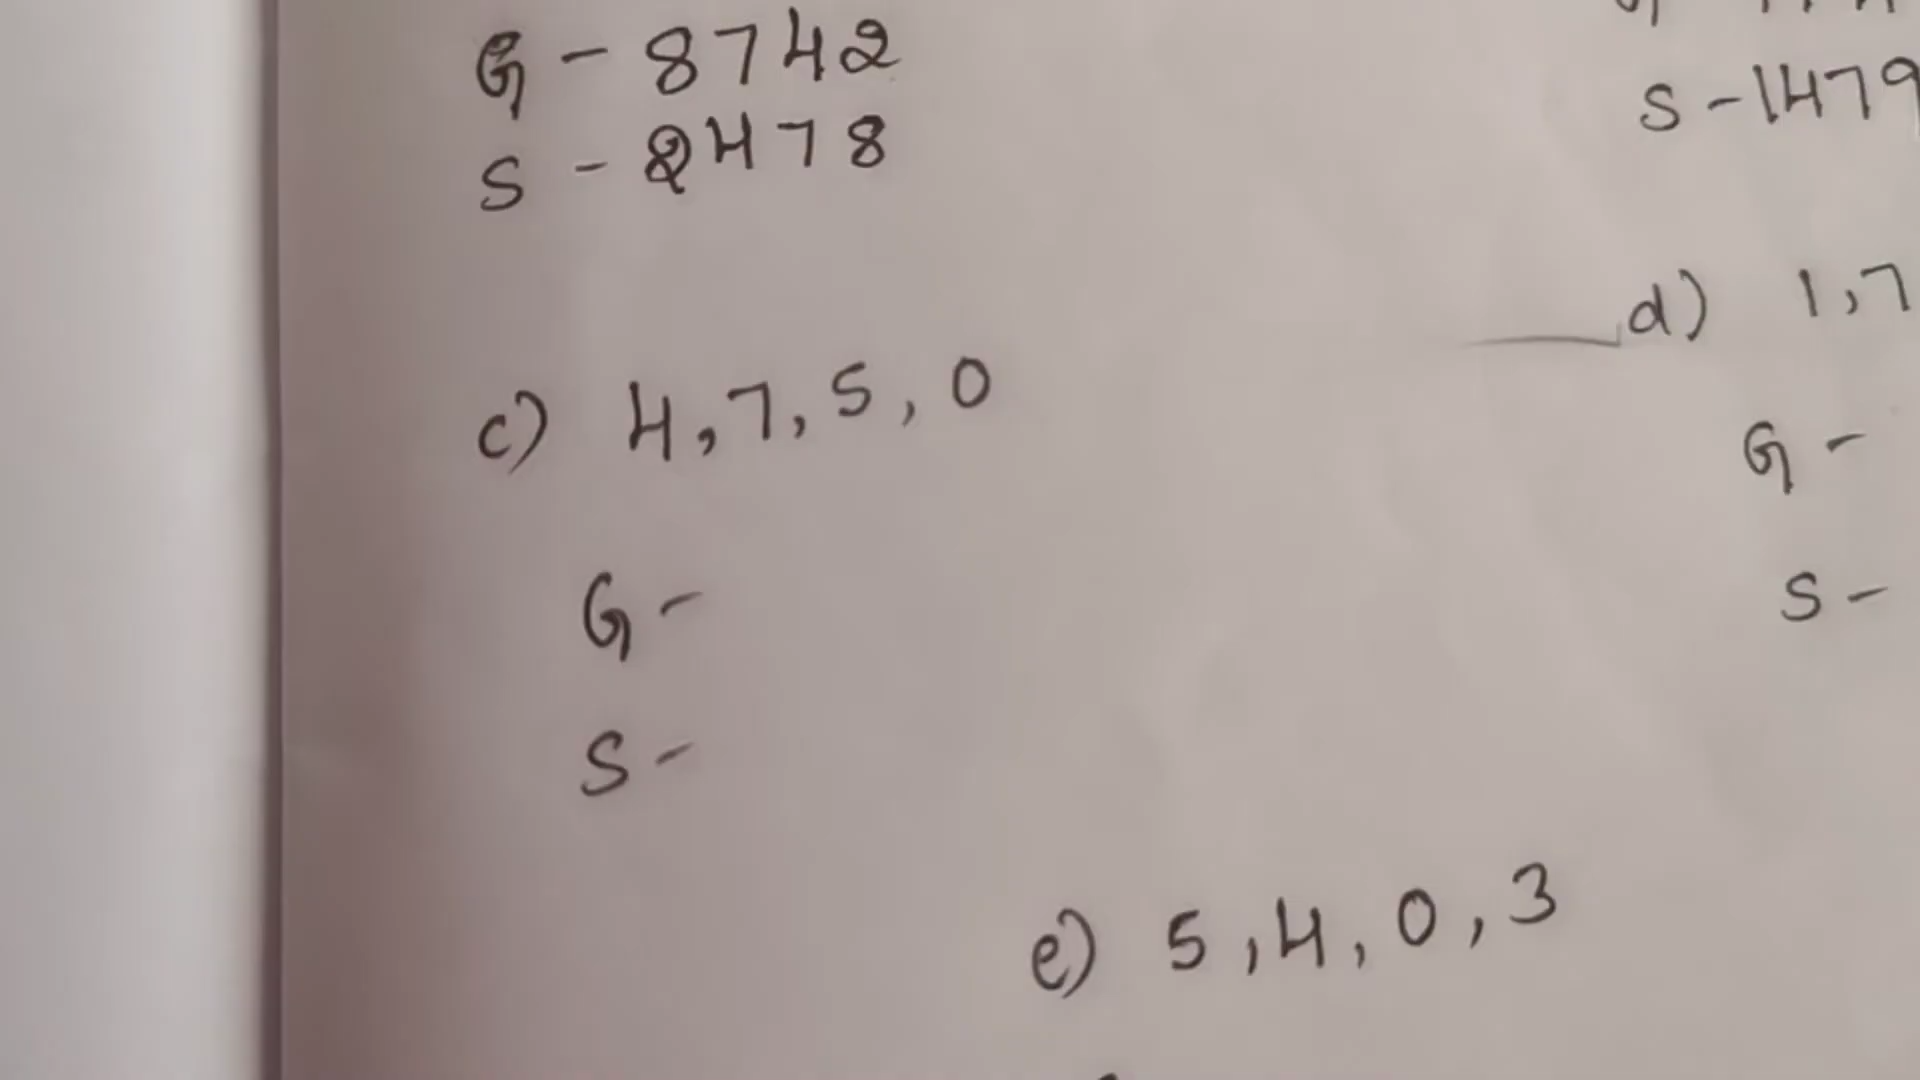 G - 8742
S - 2478
S - 1479
c) 4, 7, 5, 0
G -
S -
d) 1, 7
G -
S -
e) 5, 4, 0, 3